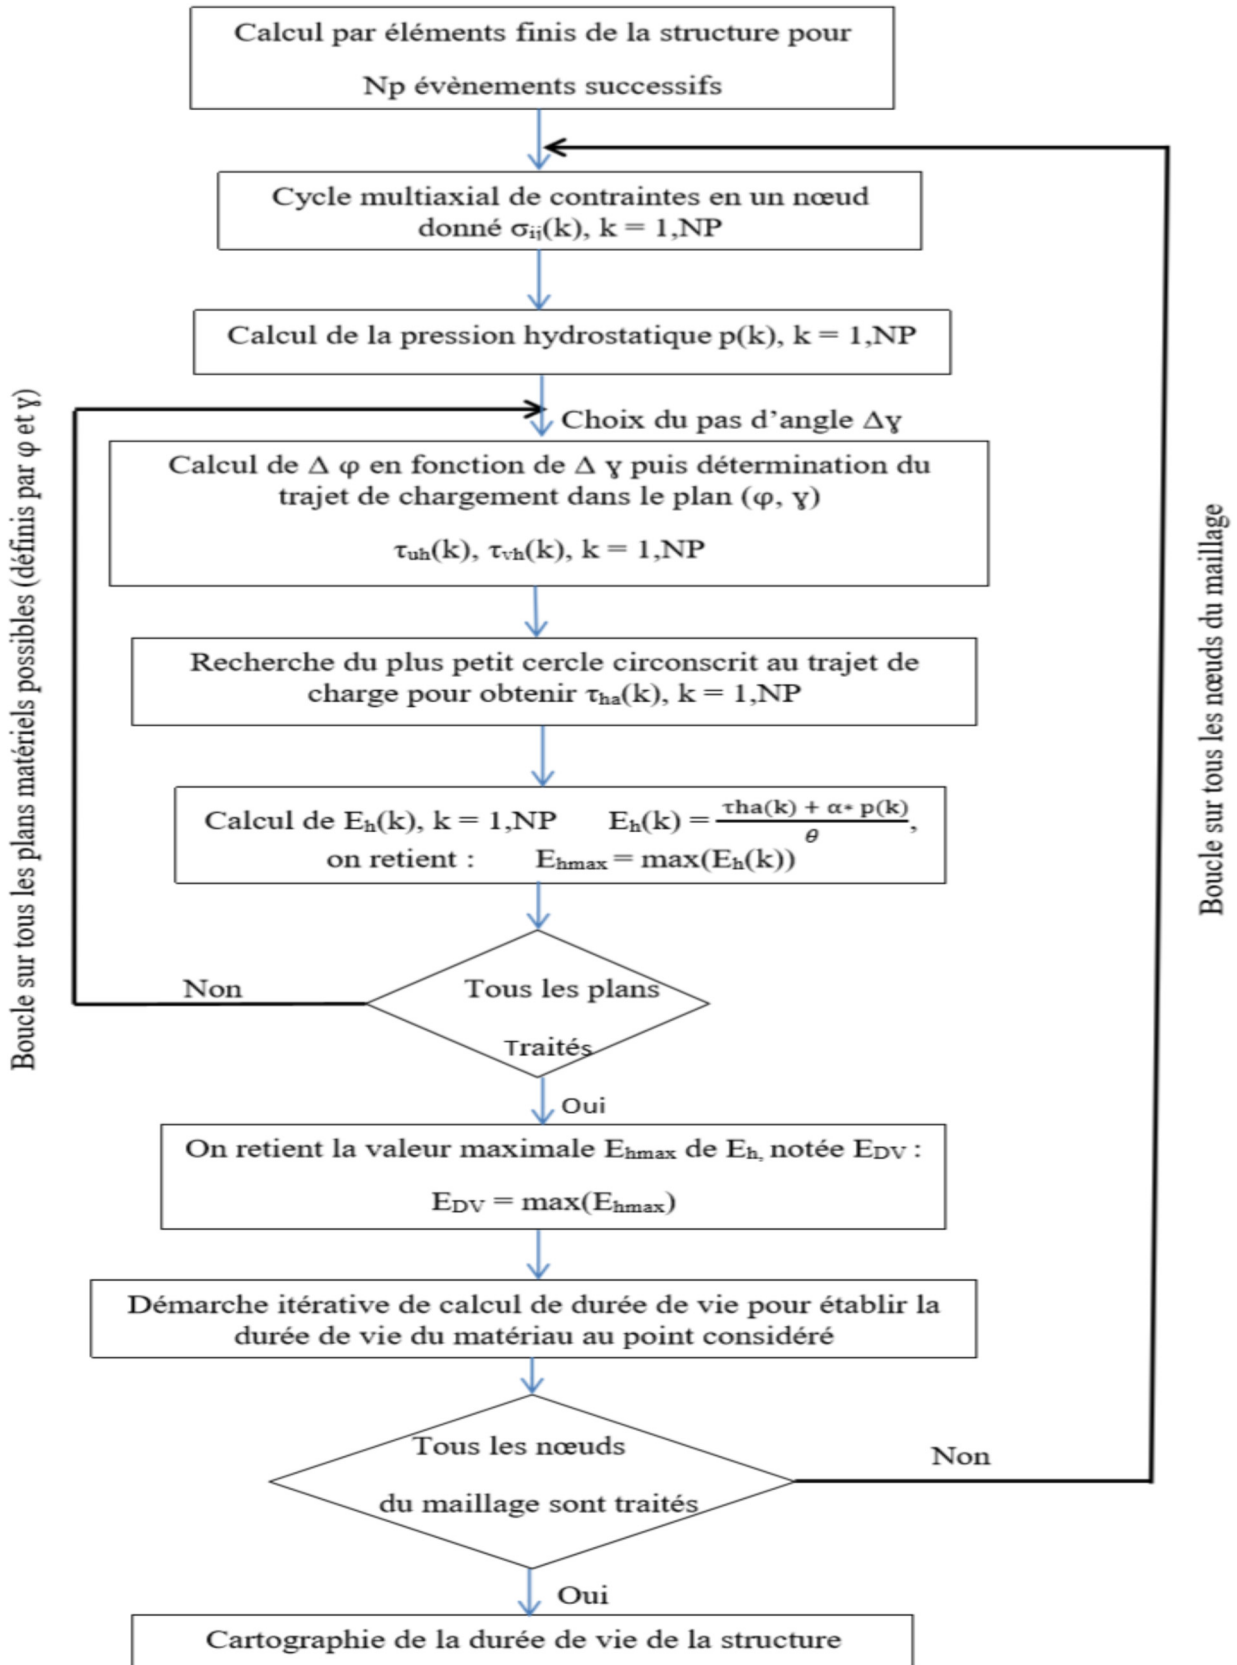 Calcul par éléments finis de la structure pour
Np évènements successifs
Cycle multiaxial de contraintes en un nœud
donné σij(k), k = 1,NP
Calcul de la pression hydrostatique p(k), k = 1,NP
Choix du pas d’angle Δɣ
Calcul de Δ φ en fonction de Δ ɣ puis détermination du
trajet de chargement dans le plan (φ, ɣ)
τuh(k), τvh(k), k = 1,NP
Recherche du plus petit cercle circonscrit au trajet de
charge pour obtenir τha(k), k = 1,NP
Calcul de Eh(k), k = 1,NP Eh(k) = (τha(k) + α* p(k))/θ,
on retient : Ehmax = max(Eh(k))
Tous les plans
Traités
Non
Oui
Boucle sur tous les plans matériels possibles (définis par φ et ɣ)
On retient la valeur maximale Ehmax de Eh, notée EDV :
EDV = max(Ehmax)
Démarche itérative de calcul de durée de vie pour établir la
durée de vie du matériau au point considéré
Tous les nœuds
du maillage sont traités
Non
Oui
Boucle sur tous les nœuds du maillage
Cartographie de la durée de vie de la structure